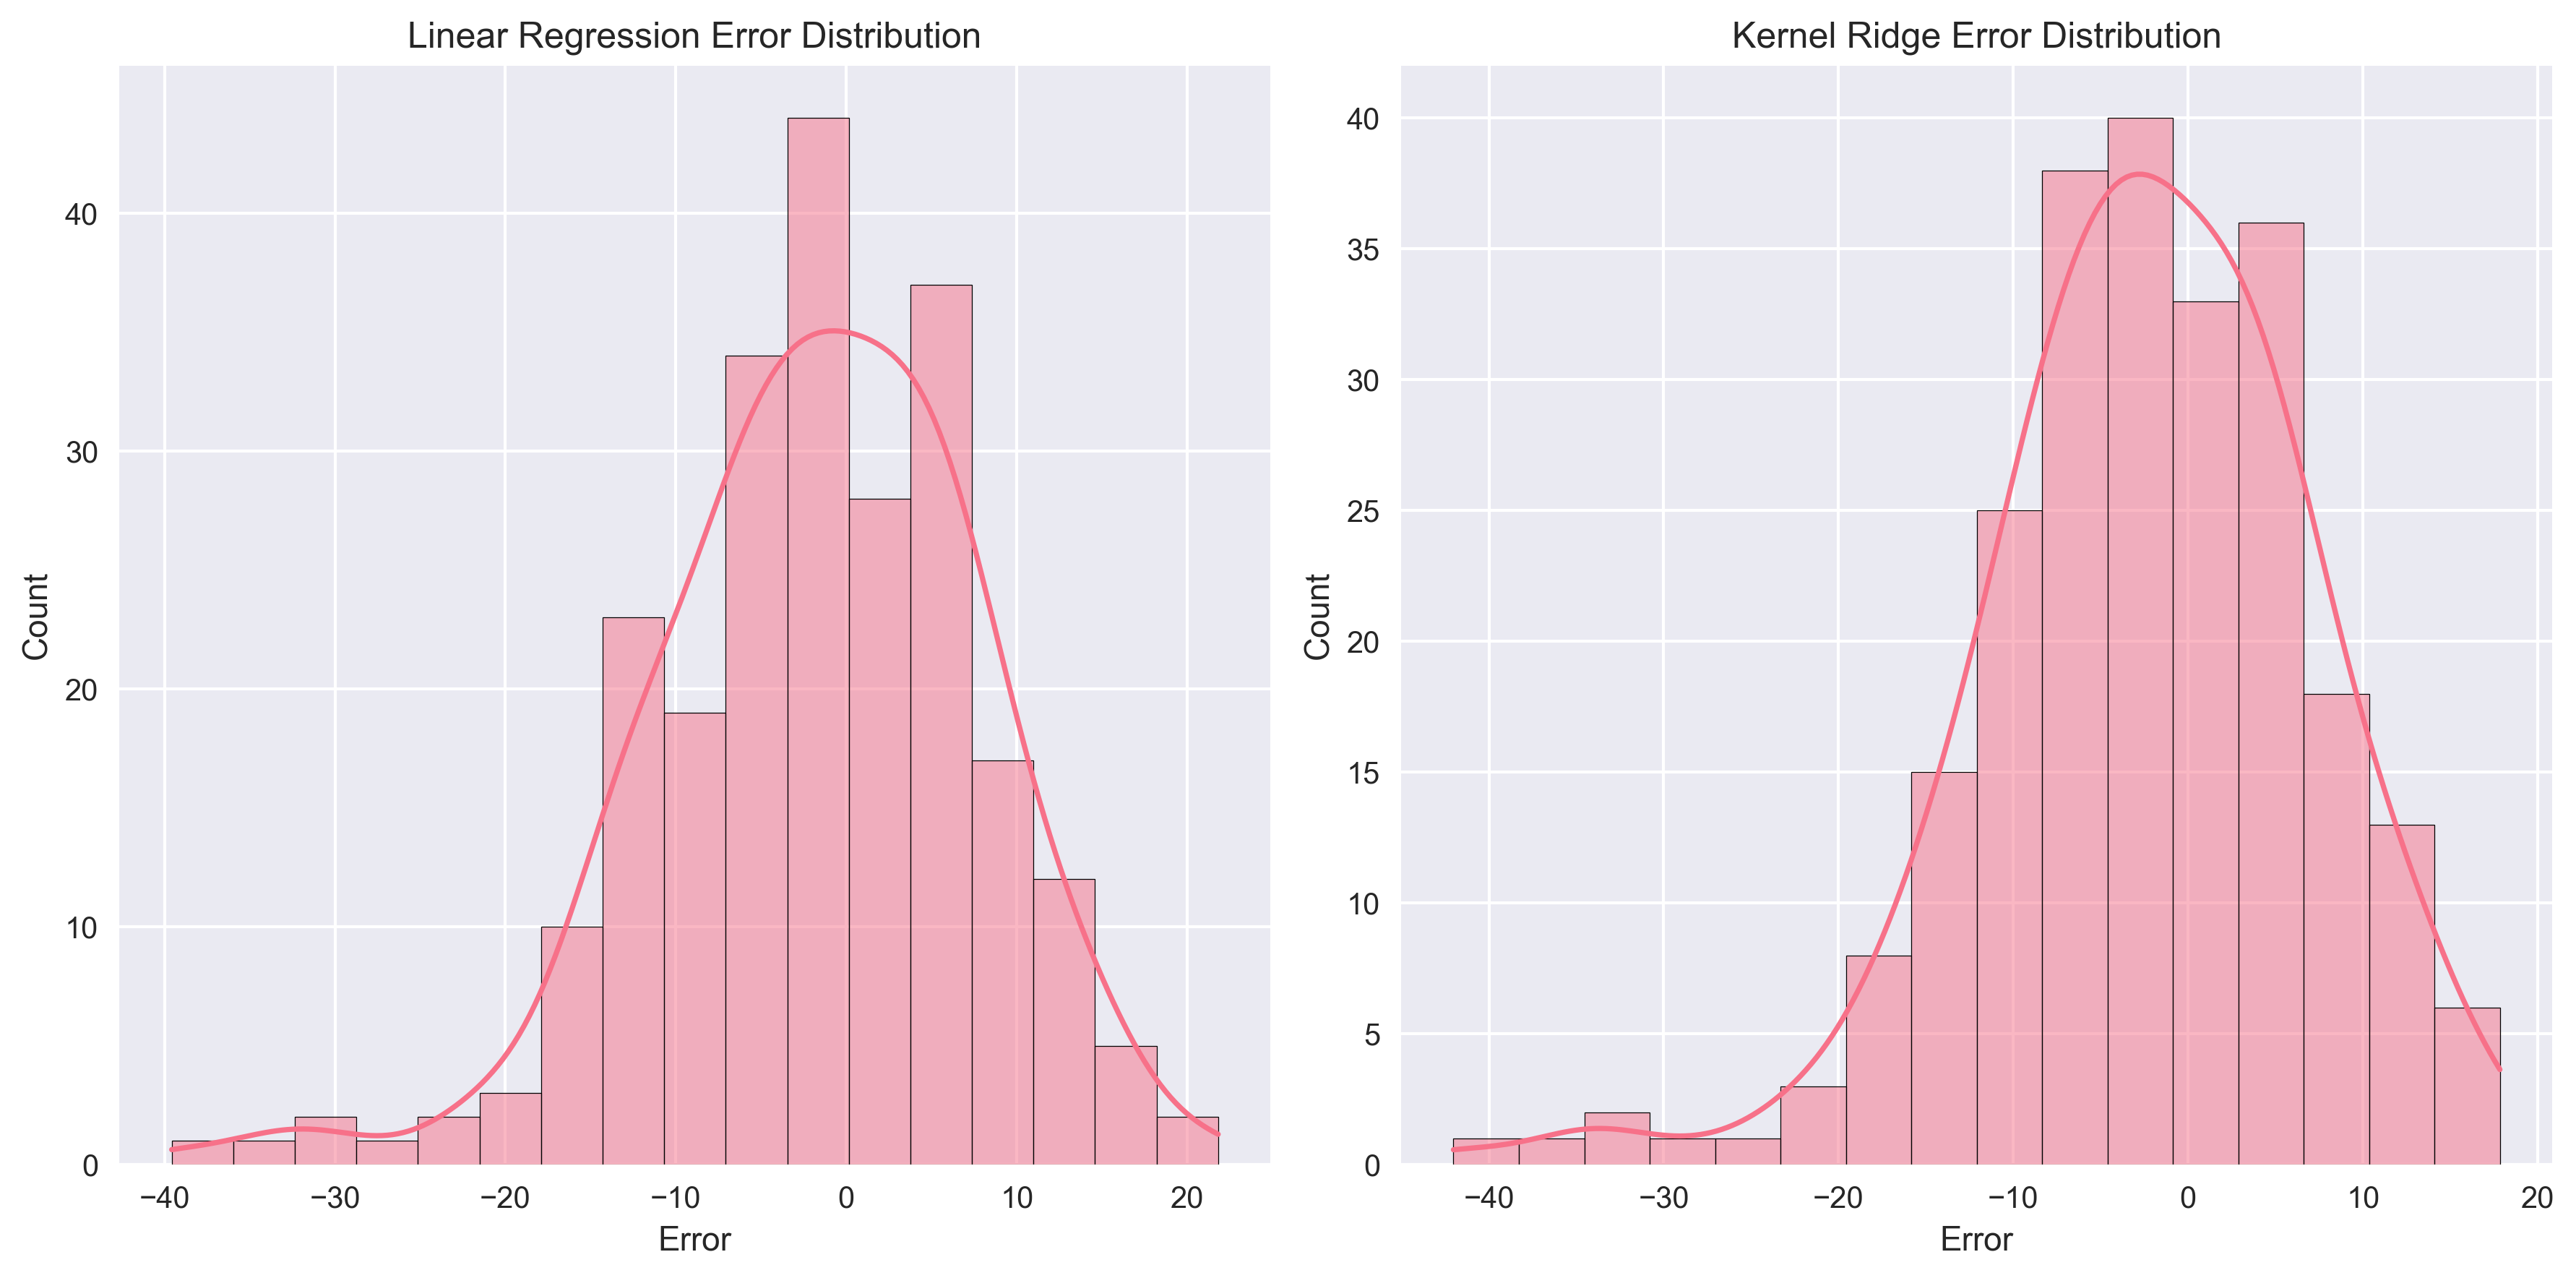 Linear Regression Error Distribution
Count
40
30
20
10
0
−40 −30 −20 −10 0 10 20
Error
Kernel Ridge Error Distribution
Count
40
35
30
25
20
15
10
5
0
−40 −30 −20 −10 0 10 20
Error